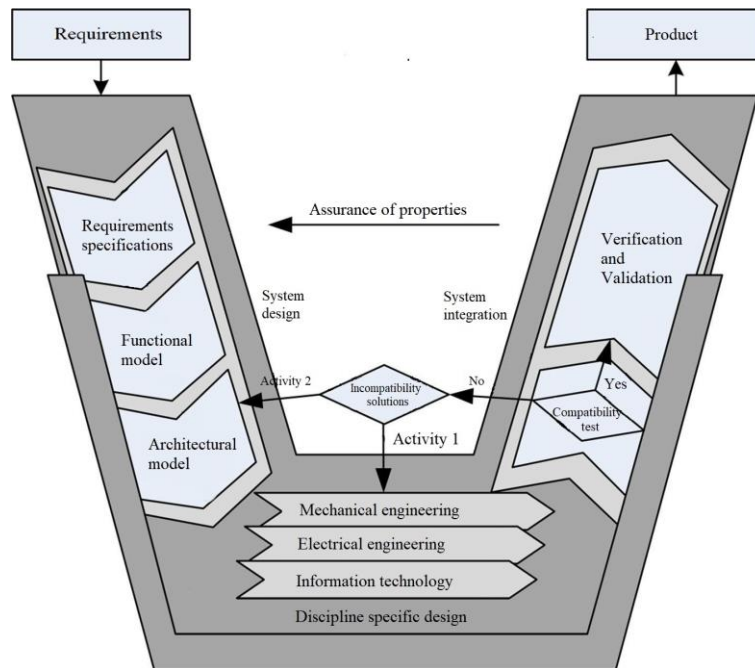 Requirements
Product
Assurance of properties
Requirements
specifications
Verification
and
Validation
System
design
System
integration
Functional
model
Activity 2
Incompatibility
solutions
No
Yes
Compatibility
test
Architectural
model
Activity 1
Mechanical engineering
Electrical engineering
Information technology
Discipline specific design